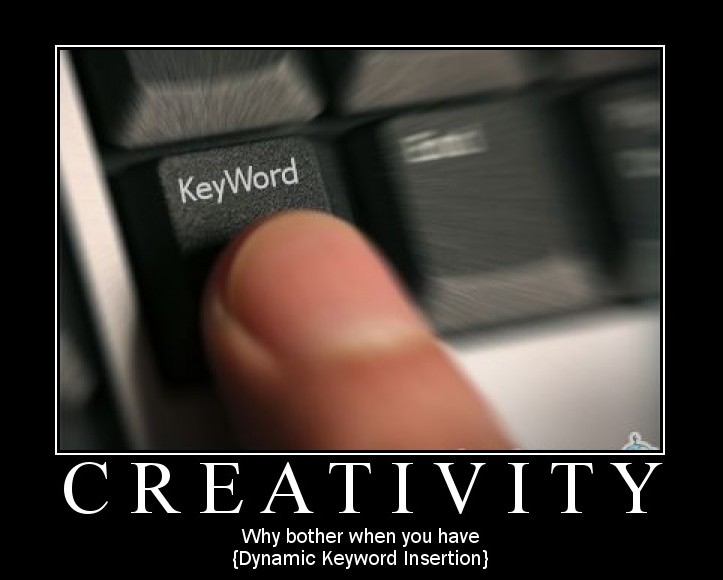 KeyWord
CREATIVITY
Why bother when you have
{Dynamic Keyword Insertion}